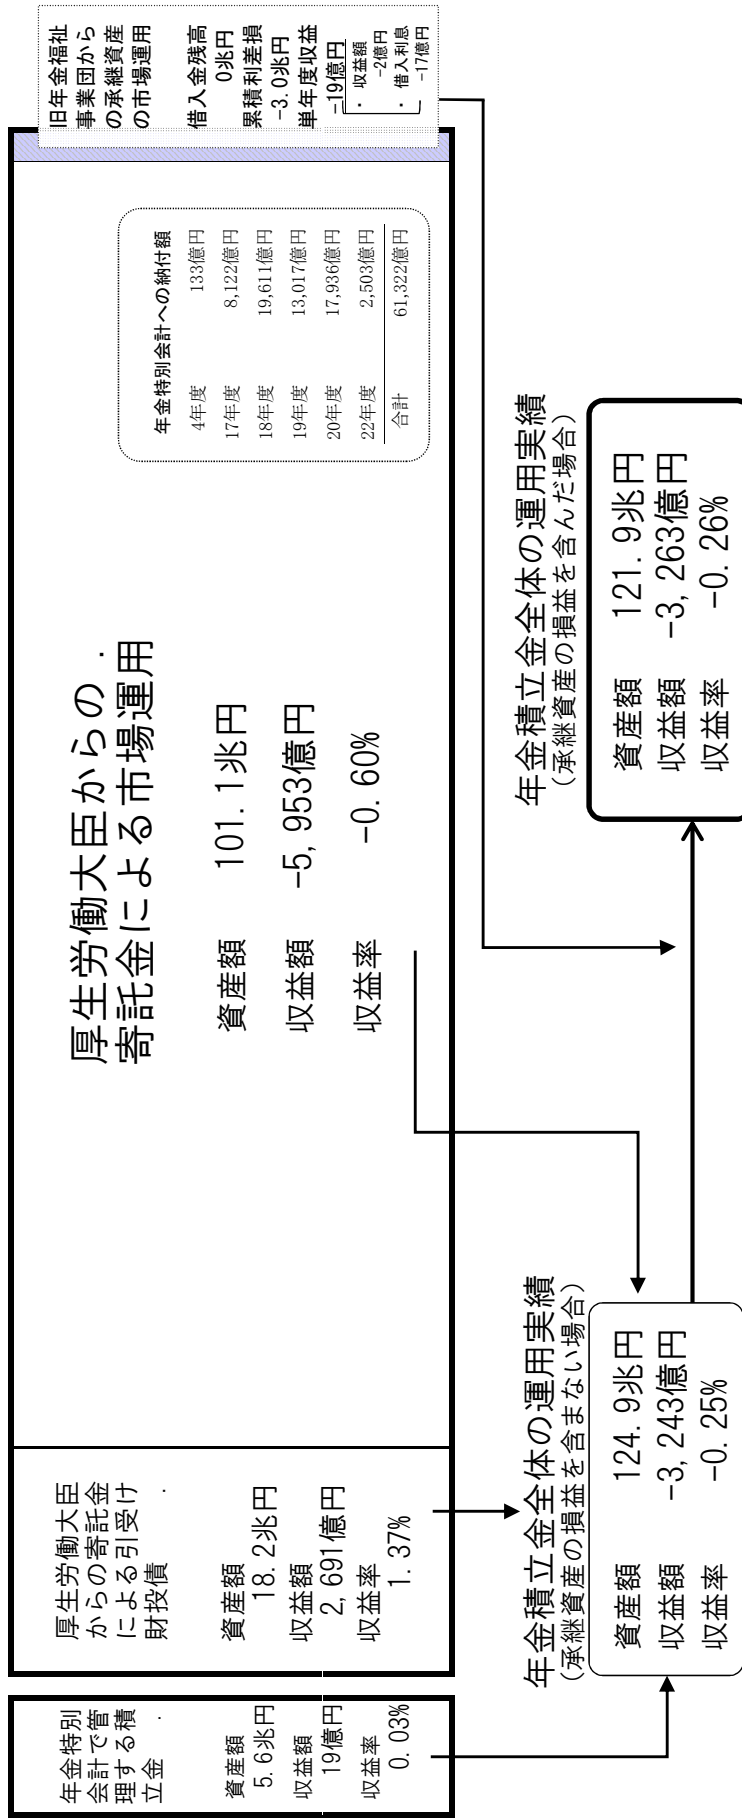 年金特別
会計で管
理する積
立金　.
資産額
5.6兆円
収益額
19億円
収益率
0.03%
厚生労働大臣
からの寄託金
による引受け
財投債　.
資産額
18.2兆円
収益額
2,691億円
収益率
1.37%
厚生労働大臣からの .
寄託金による市場運用
資産額　101.1兆円
収益額　-5,953億円
収益率　-0.60%
年金特別会計への納付額
4年度　133億円
17年度　8,122億円
18年度　19,611億円
19年度　13,017億円
20年度　17,936億円
22年度　2,503億円
合計　61,322億円
旧年金福祉
事業団から
の承継資産
の市場運用
借入金残高
0兆円
累積利差損
-3.0兆円
単年度収益
-19億円
・ 収益額
-2億円
・ 借入利息
-17億円
年金積立金全体の運用実績
(承継資産の損益を含まない場合)
資産額　124.9兆円
収益額　-3,243億円
収益率　-0.25%
年金積立金全体の運用実績
(承継資産の損益を含んだ場合)
資産額　121.9兆円
収益額　-3,263億円
収益率　-0.26%